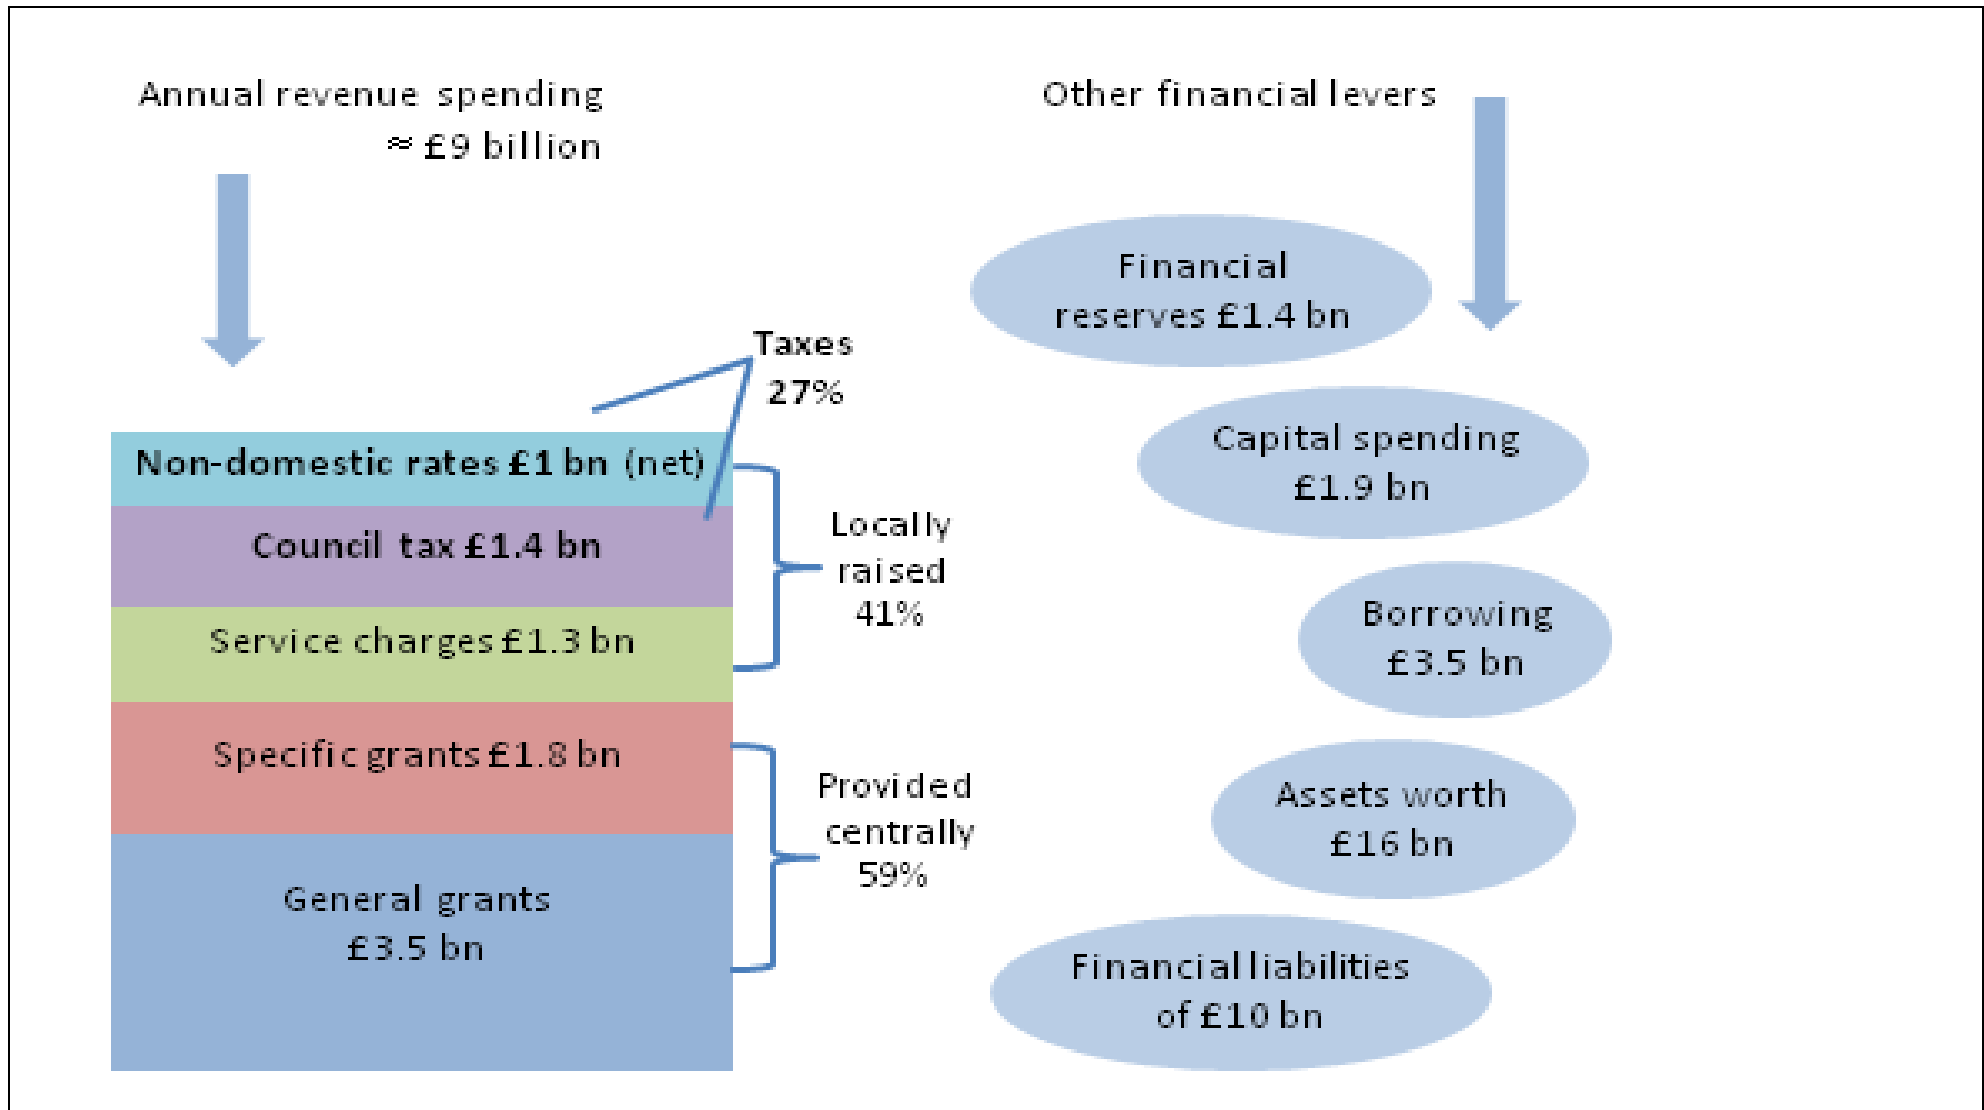 Annual revenue spending
≈ £9 billion
Taxes
27%
Non-domestic rates £1 bn (net)
Council tax £1.4 bn
Service charges £1.3 bn
Specific grants £1.8 bn
General grants
£3.5 bn
Locally
raised
41%
Provided
centrally
59%
Other financial levers
Financial
reserves £1.4 bn
Capital spending
£1.9 bn
Borrowing
£3.5 bn
Assets worth
£16 bn
Financial liabilities
of £10 bn